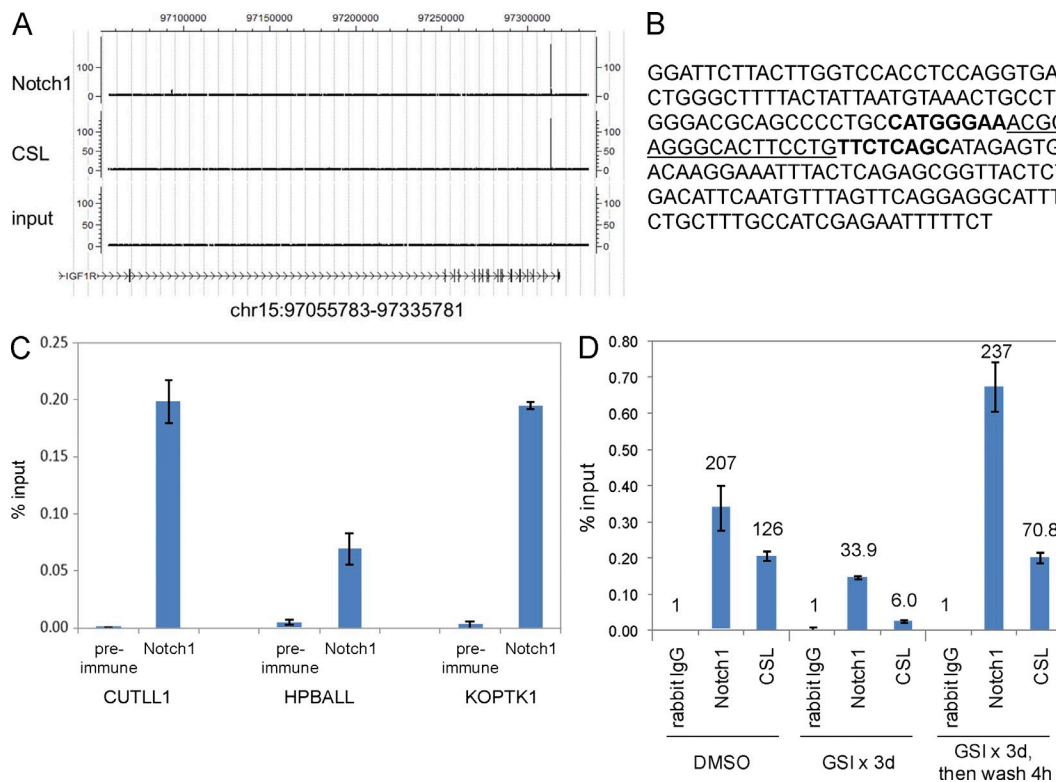 A
97100000 97150000 97200000 97250000 97300000
Notch1
100
0
100
0
CSL
100
50
0
100
50
0
input
100
50
0
100
50
0
IGF1R
chr15:97055783-97335781
B
GGATTCTTACTTGGTCCACCTCCAGGTGA
CTGGGCTTTTACTATTAATGTAAACTGCCT
GGGACGCAGCCCCTGCCATGGGAAACGC
AGGGCACTTCCTGTTCTCAGCATAGAGTG
ACAAGGAAATTTACTCAGAGCGGTTACTCT
GACATTCAATGTTTAGTTCAGGAGGCATTT
CTGCTTTGCCATCGAGAATTTTTCT
C
% input
0.25
0.20
0.15
0.10
0.05
0.00
pre-immune Notch1 pre-immune Notch1 pre-immune Notch1
CUTLL1 HPBALL KOPTK1
D
% input
0.80
0.70
0.60
0.50
0.40
0.30
0.20
0.10
0.00
1 207 126 1 33.9 6.0 1 237 70.8
rabbit IgG Notch1 CSL rabbit IgG Notch1 CSL rabbit IgG Notch1 CSL
DMSO GSI x 3d GSI x 3d,
then wash 4h